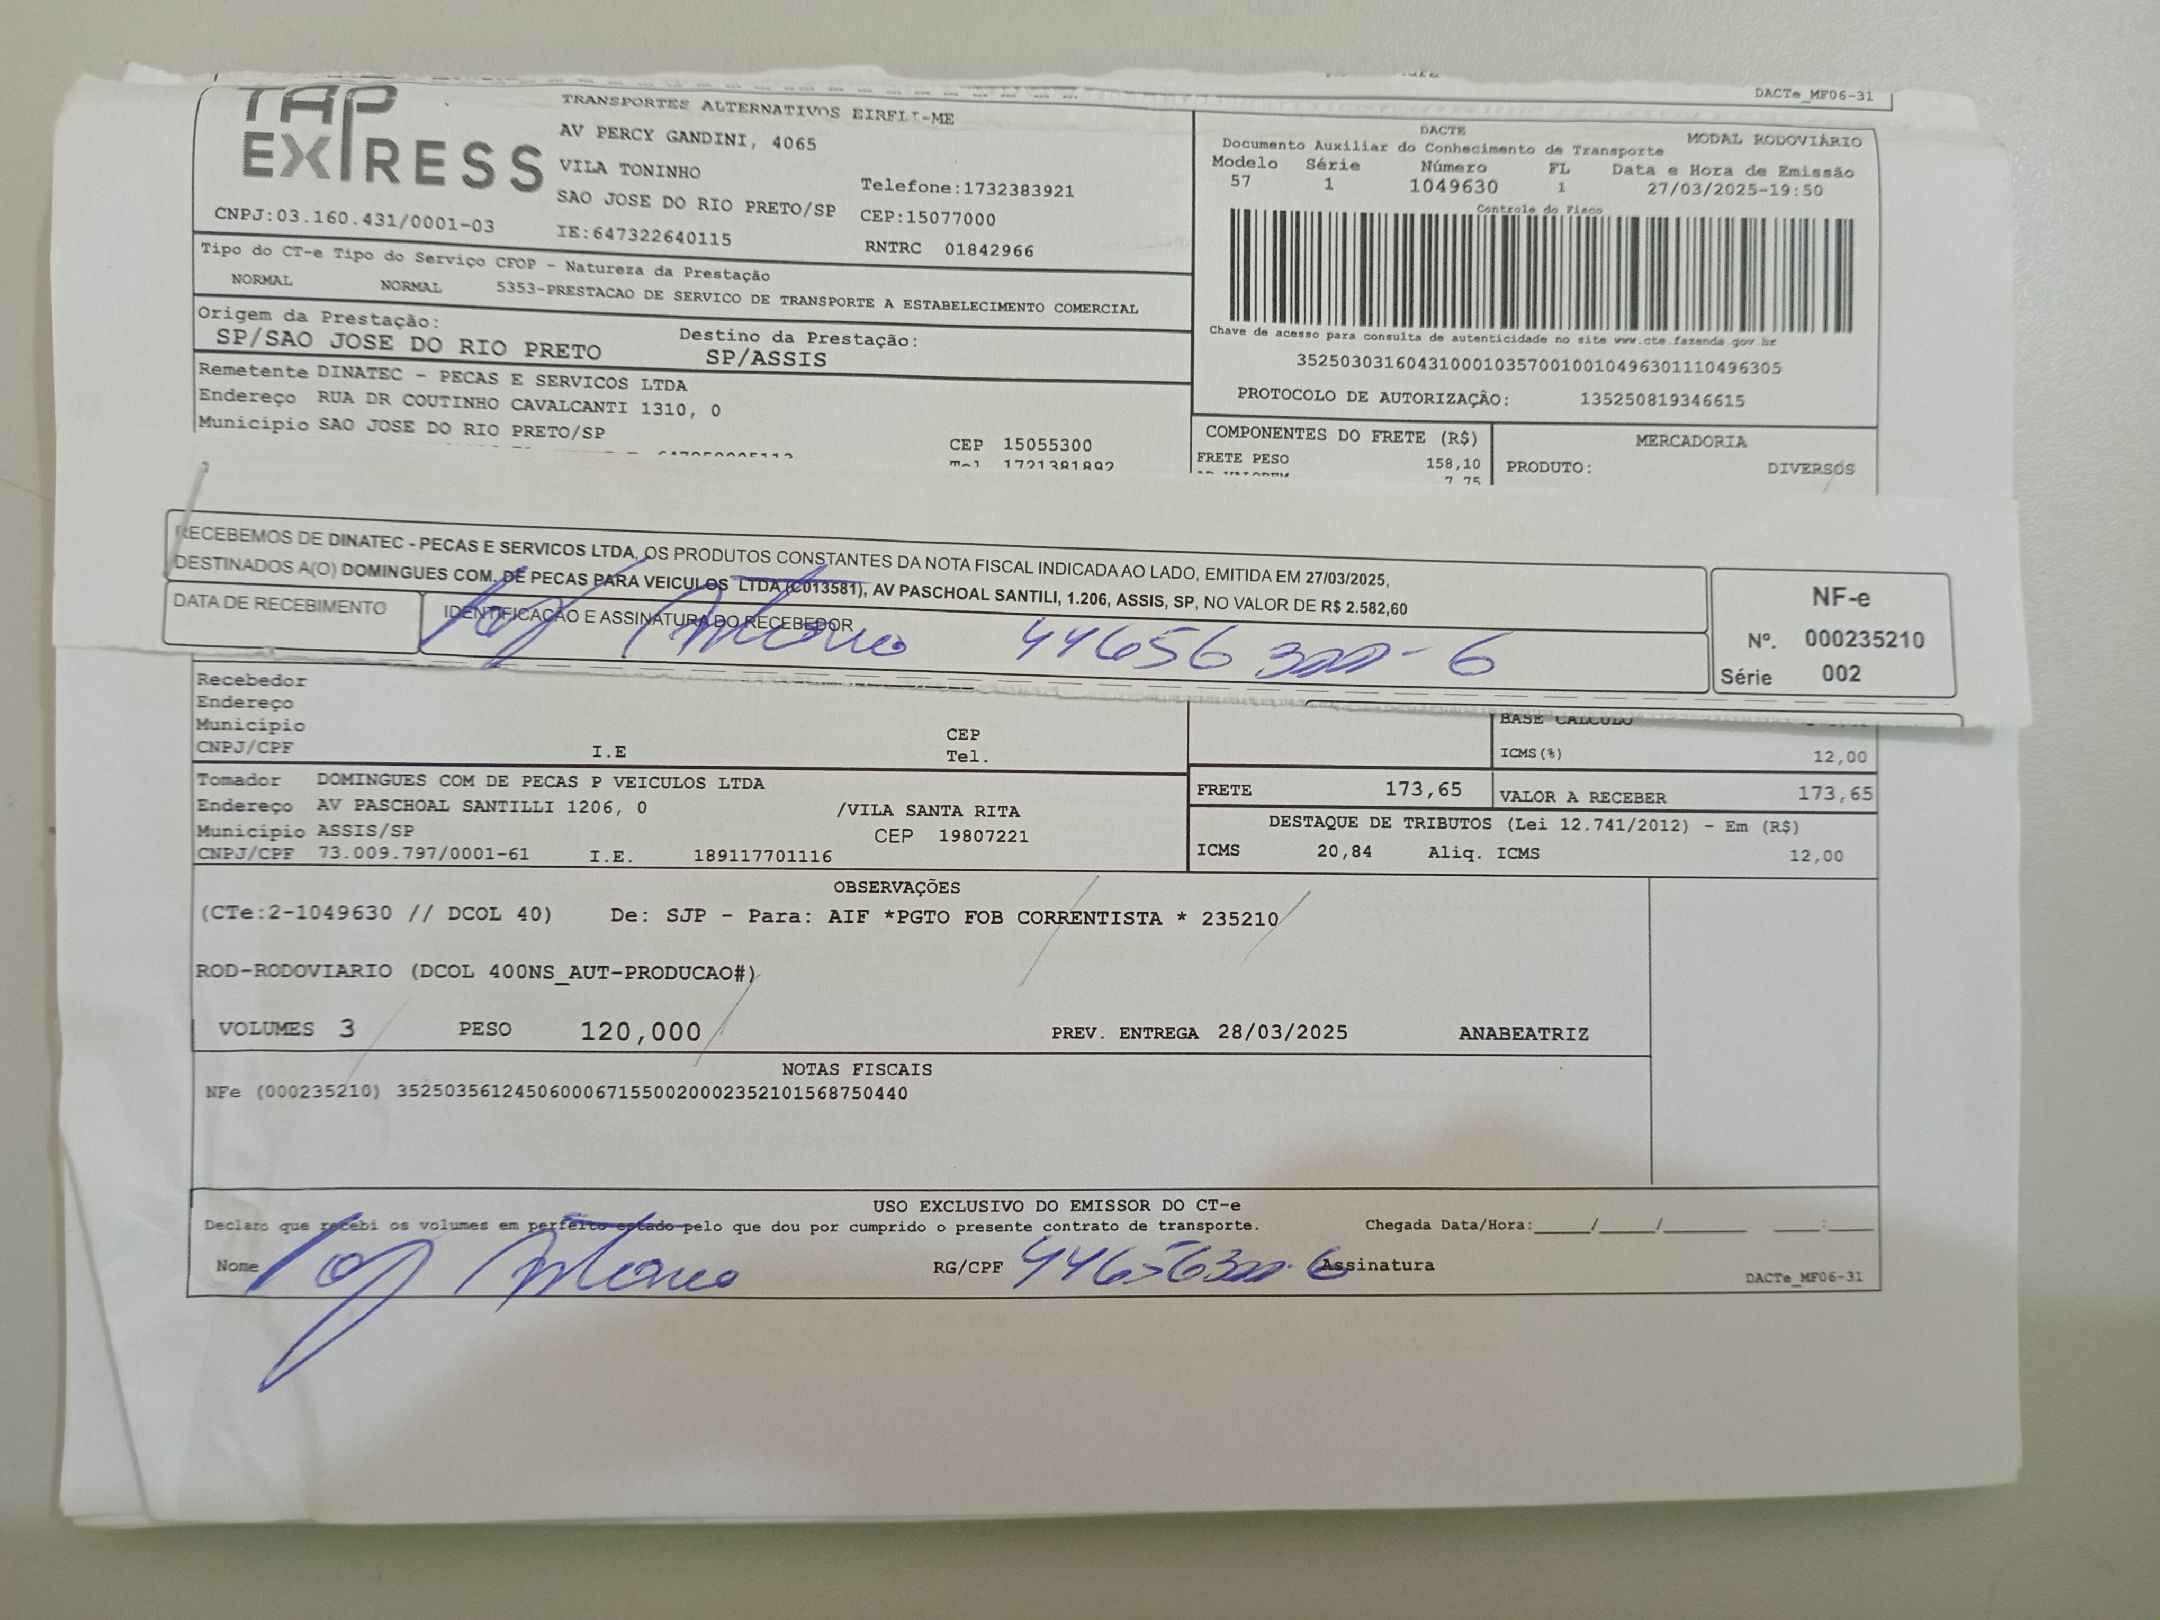 DACTe_MF06-31
TAP EXPRESS
TRANSPORTES ALTERNATIVOS EIRELI-ME
AV PERCY GANDINI, 4065
VILA TONINHO
Telefone:1732383921
SAO JOSE DO RIO PRETO/SP CEP:15077000
CNPJ:03.160.431/0001-03 IE:647322640115 RNTRC 01842966
DACTE MODAL RODOVIÁRIO
Documento Auxiliar do Conhecimento de Transporte
Modelo Série Número FL Data e Hora de Emissão
57 1 1049630 1 27/03/2025-19:50
Controle do Fisco
Chave de acesso para consulta de autenticidade no site www.cte.fazenda.gov.br
35250303160431000103570010010496301110496305
PROTOCOLO DE AUTORIZAÇÃO: 135250819346615
Tipo do CT-e Tipo do Serviço CFOP - Natureza da Prestação
NORMAL NORMAL 5353-PRESTACAO DE SERVICO DE TRANSPORTE A ESTABELECIMENTO COMERCIAL
Origem da Prestação: Destino da Prestação:
SP/SAO JOSE DO RIO PRETO SP/ASSIS
Remetente DINATEC - PECAS E SERVICOS LTDA
Endereço RUA DR COUTINHO CAVALCANTI 1310, 0
Município SAO JOSE DO RIO PRETO/SP CEP 15055300
Tel 1721381892
COMPONENTES DO FRETE (R$) MERCADORIA
FRETE PESO 158,10 PRODUTO: DIVERSOS
7,75
RECEBEMOS DE DINATEC - PECAS E SERVICOS LTDA, OS PRODUTOS CONSTANTES DA NOTA FISCAL INDICADA AO LADO, EMITIDA EM 27/03/2025,
DESTINADOS A(O) DOMINGUES COM. DE PECAS PARA VEICULOS LTDA (C013581), AV PASCHOAL SANTILI, 1.206, ASSIS, SP, NO VALOR DE R$ 2.582,60
DATA DE RECEBIMENTO IDENTIFICAÇÃO E ASSINATURA DO RECEBEDOR
NF-e
Nº. 000235210
Série 002
Recebedor
Endereço
Município CEP
CNPJ/CPF I.E Tel.
BASE CALCULO
ICMS(%) 12,00
Tomador DOMINGUES COM DE PECAS P VEICULOS LTDA
Endereço AV PASCHOAL SANTILLI 1206, 0 /VILA SANTA RITA
Município ASSIS/SP CEP 19807221
CNPJ/CPF 73.009.797/0001-61 I.E. 189117701116
FRETE 173,65 VALOR A RECEBER 173,65
DESTAQUE DE TRIBUTOS (Lei 12.741/2012) - Em (R$)
ICMS 20,84 Aliq. ICMS 12,00
OBSERVAÇÕES
(CTe:2-1049630 // DCOL 40) De: SJP - Para: AIF *PGTO FOB CORRENTISTA * 235210
ROD-RODOVIARIO (DCOL 400NS_AUT-PRODUCAO#)
VOLUMES 3 PESO 120,000 PREV. ENTREGA 28/03/2025 ANABEATRIZ
NOTAS FISCAIS
NFe (000235210) 35250356124506000671550020002352101568750440
USO EXCLUSIVO DO EMISSOR DO CT-e
Declaro que recebi os volumes em perfeito estado pelo que dou por cumprido o presente contrato de transporte. Chegada Data/Hora:____/____/______ ___:___
Nome RG/CPF Assinatura
DACTe_MF06-31